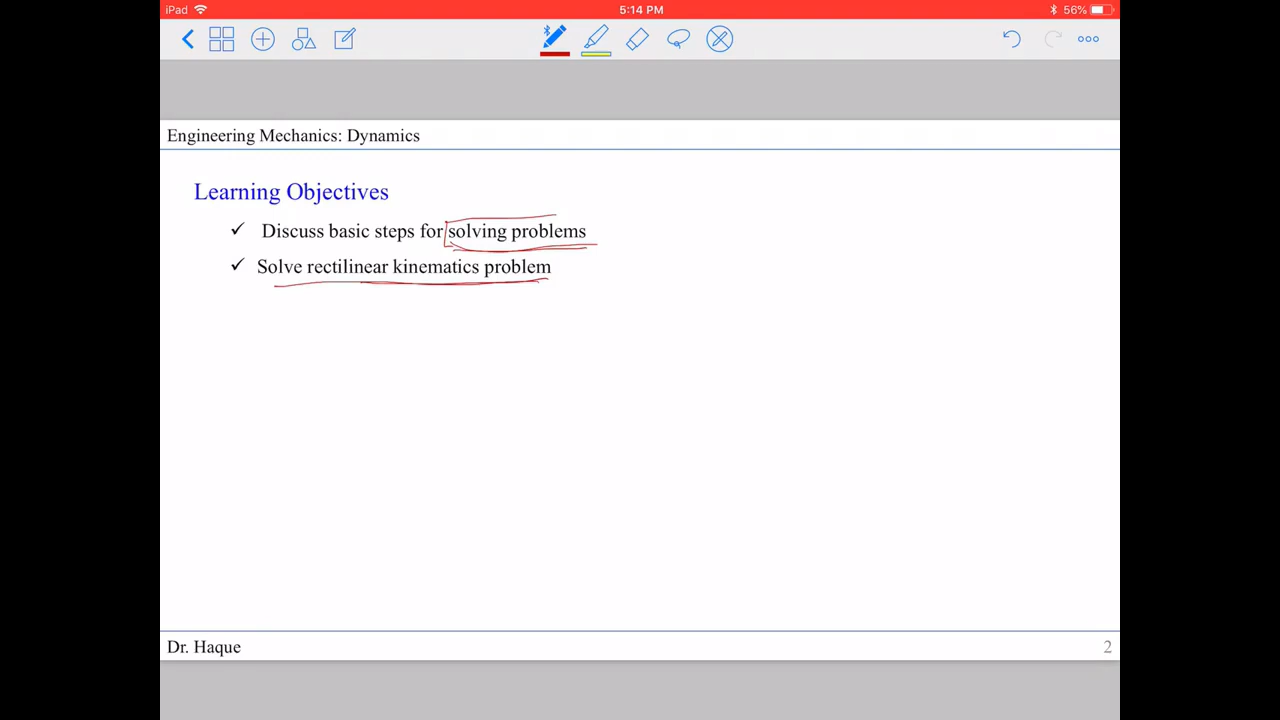 iPad 5:14 PM 56%
Engineering Mechanics: Dynamics
Learning Objectives
✓ Discuss basic steps for solving problems
✓ Solve rectilinear kinematics problem
Dr. Haque 2